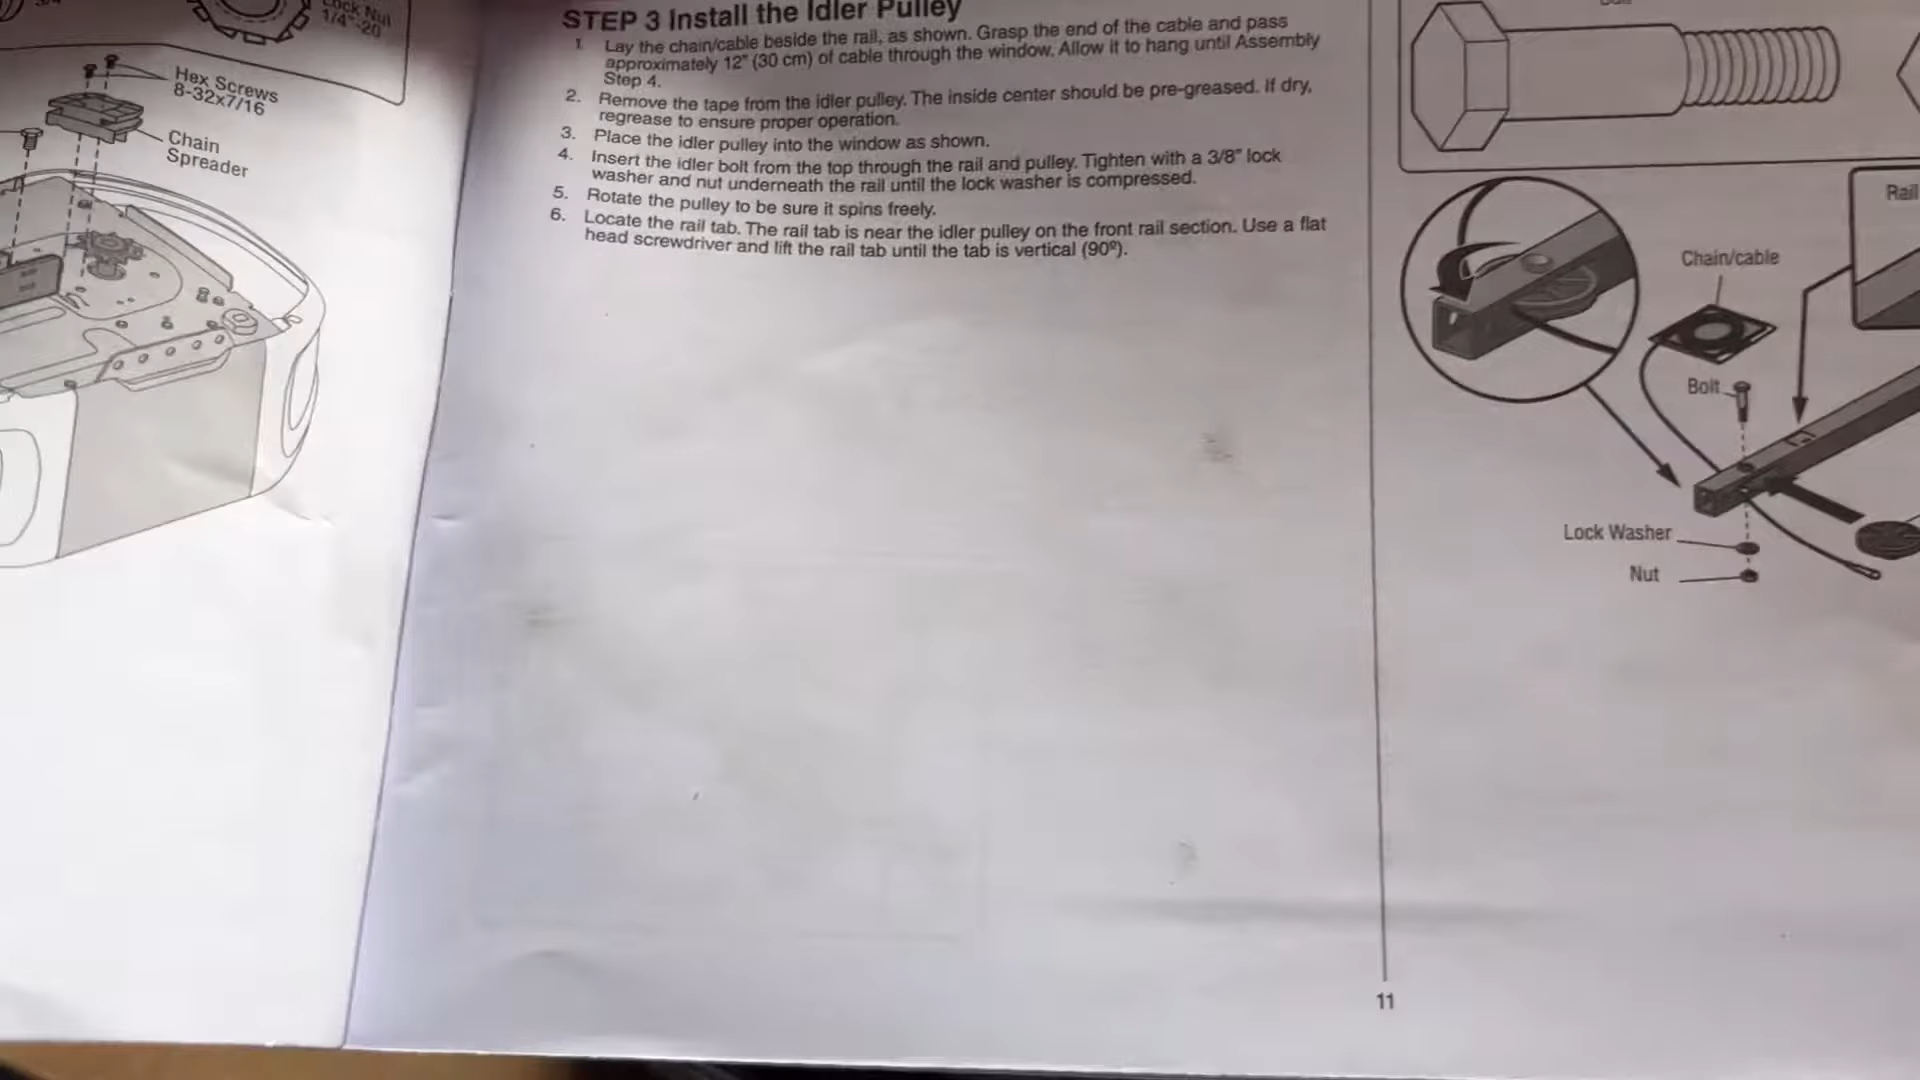 Lock Nut
1/4"-20
Hex Screws
8-32x7/16
Chain
Spreader
STEP 3 Install the Idler Pulley
1. Lay the chain/cable beside the rail, as shown. Grasp the end of the cable and pass
approximately 12" (30 cm) of cable through the window. Allow it to hang until Assembly
Step 4.
2. Remove the tape from the idler pulley. The inside center should be pre-greased. If dry,
regrease to ensure proper operation.
3. Place the idler pulley into the window as shown.
4. Insert the idler bolt from the top through the rail and pulley. Tighten with a 3/8" lock
washer and nut underneath the rail until the lock washer is compressed.
5. Rotate the pulley to be sure it spins freely.
6. Locate the rail tab. The rail tab is near the idler pulley on the front rail section. Use a flat
head screwdriver and lift the rail tab until the tab is vertical (90º).
Rail
Chain/cable
Bolt
Lock Washer
Nut
11